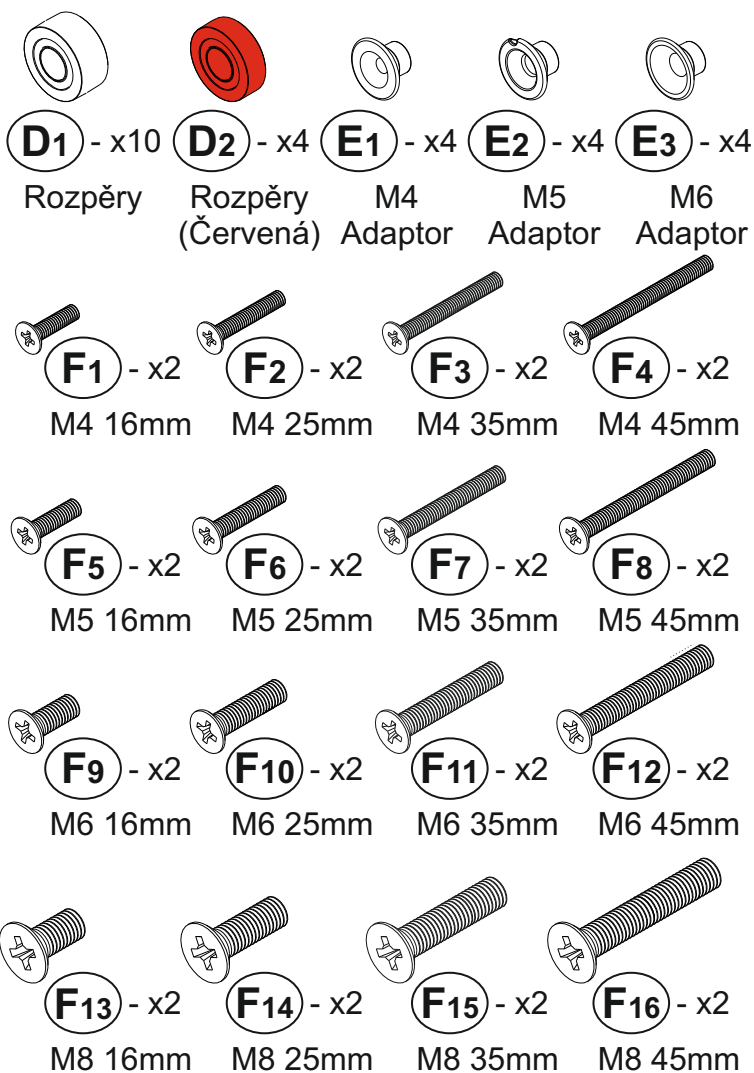 D1 - x10 D2 - x4 E1 - x4 E2 - x4 E3 - x4
Rozpěry Rozpěry M4 M5 M6
(Červená) Adaptor Adaptor Adaptor
F1 - x2 F2 - x2 F3 - x2 F4 - x2
M4 16mm M4 25mm M4 35mm M4 45mm
F5 - x2 F6 - x2 F7 - x2 F8 - x2
M5 16mm M5 25mm M5 35mm M5 45mm
F9 - x2 F10 - x2 F11 - x2 F12 - x2
M6 16mm M6 25mm M6 35mm M6 45mm
F13 - x2 F14 - x2 F15 - x2 F16 - x2
M8 16mm M8 25mm M8 35mm M8 45mm